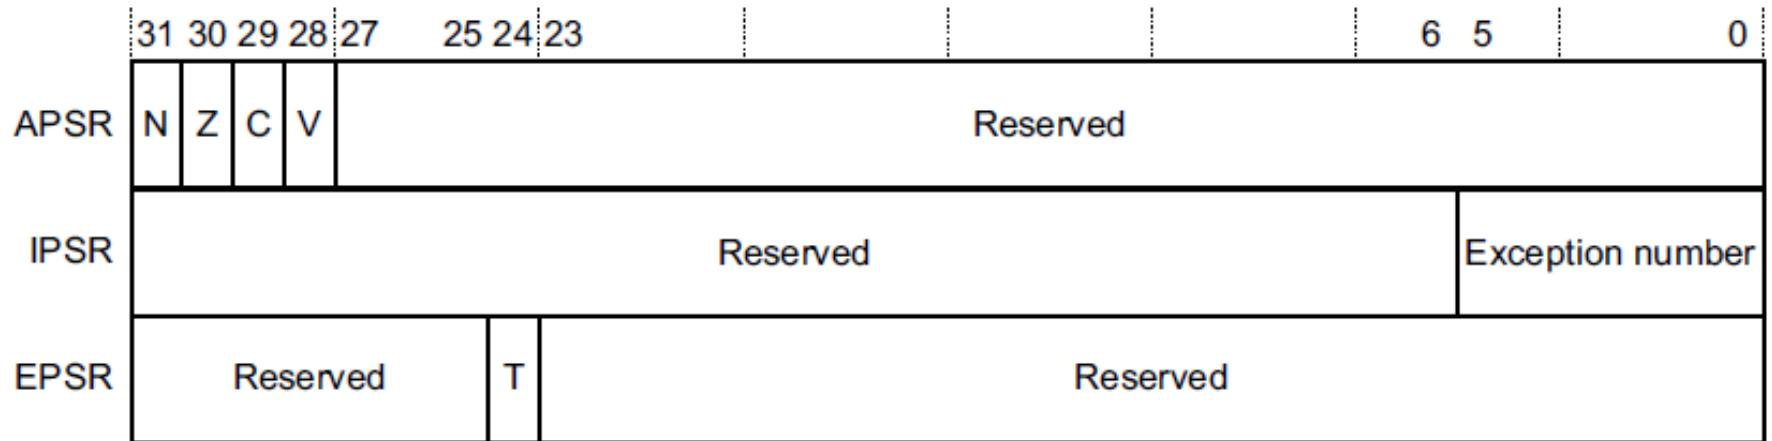 31 30 29 28 27 25 24 23 6 5 0
APSR N Z C V Reserved
IPSR Reserved Exception number
EPSR Reserved T Reserved